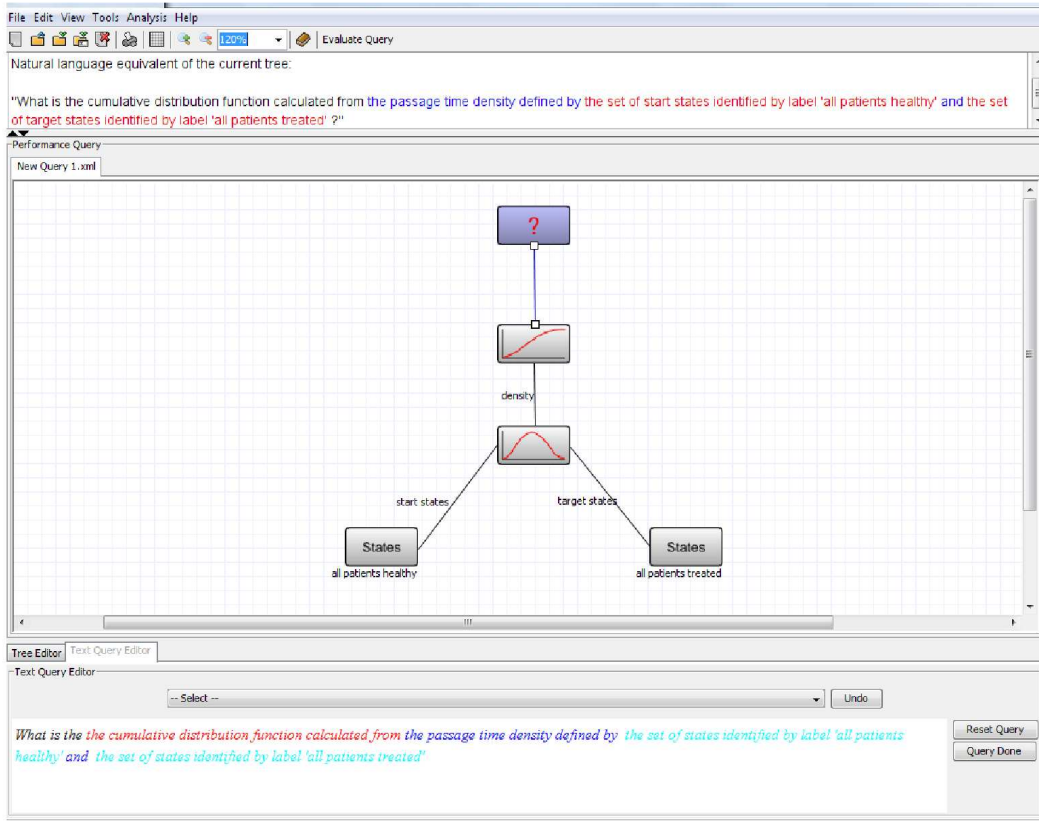 File Edit View Tools Analysis Help
120% Evaluate Query
Natural language equivalent of the current tree:
"What is the cumulative distribution function calculated from the passage time density defined by the set of start states identified by label 'all patients healthy' and the set
of target states identified by label 'all patients treated' ?"
Performance Query
New Query 1.xml
?
density
start states
target states
States
States
all patients healthy
all patients treated
Tree Editor Text Query Editor
Text Query Editor
-- Select -- Undo
What is the the cumulative distribution function calculated from the passage time density defined by the set of states identified by label 'all patients
healthy' and the set of states identified by label 'all patients treated'
Reset Query
Query Done